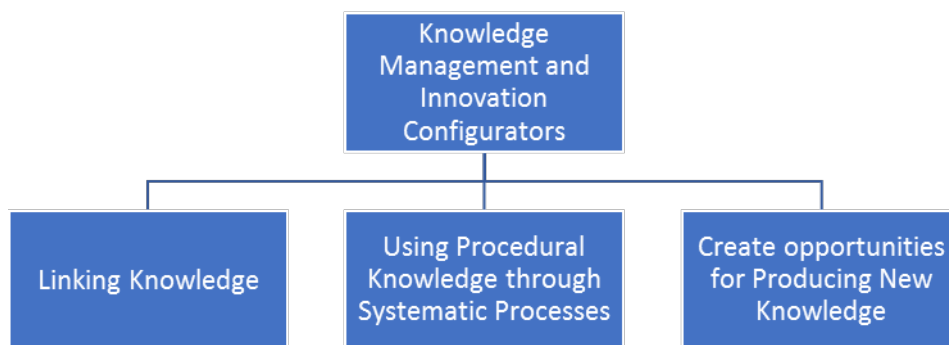 Knowledge
Management and
Innovation
Configurators
Linking Knowledge
Using Procedural
Knowledge through
Systematic Processes
Create opportunities
for Producing New
Knowledge